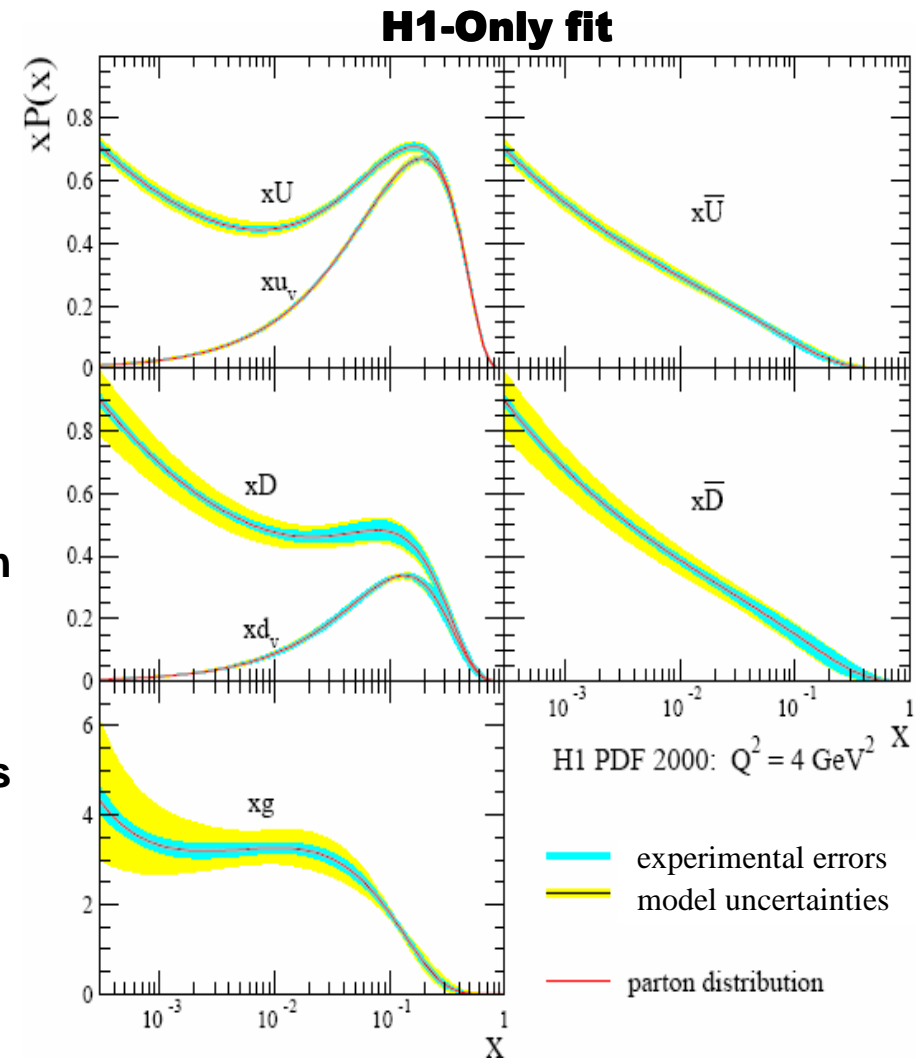 H1-Only fit
xP(x)
0.8
0.6
0.4
0.2
0
xU
xu_v
xU̅
0.8
0.6
0.4
0.2
0
xD
xd_v
xD̅
n
s
6
4
2
0
xg
10^-3 10^-2 10^-1 1
X
10^-3 10^-2 10^-1 1
X
H1 PDF 2000: Q^2 = 4 GeV^2
experimental errors
model uncertainties
parton distribution